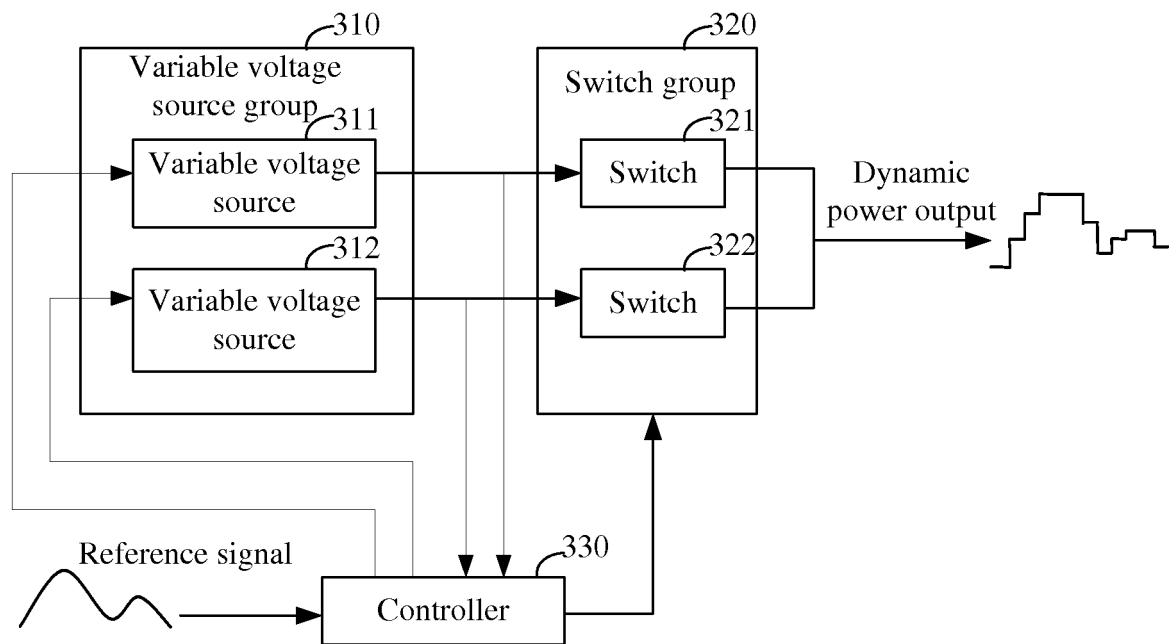 310
Variable voltage
source group
311
Variable voltage
source
312
Variable voltage
source
320
Switch group
321
Switch
322
Switch
Dynamic
power output
Reference signal
330
Controller